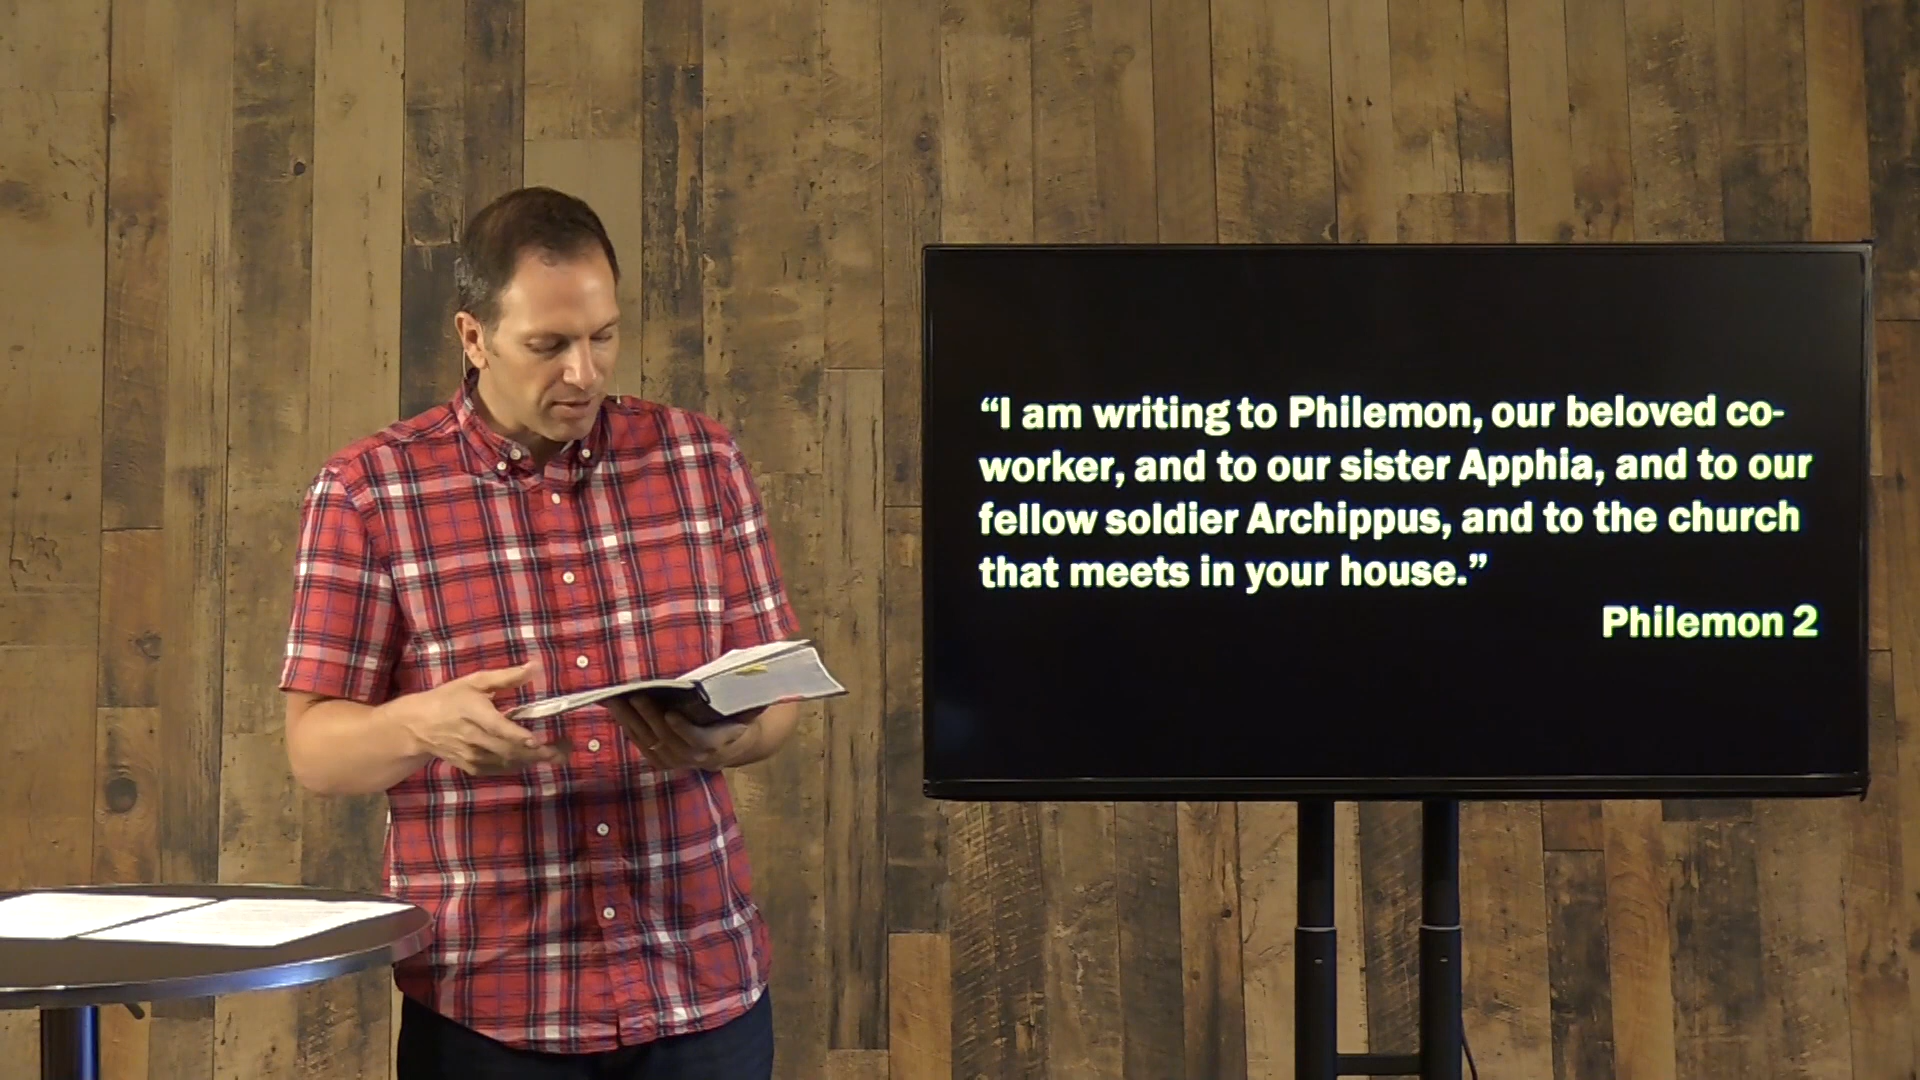 “I am writing to Philemon, our beloved co-
worker, and to our sister Apphia, and to our
fellow soldier Archippus, and to the church
that meets in your house.”
Philemon 2